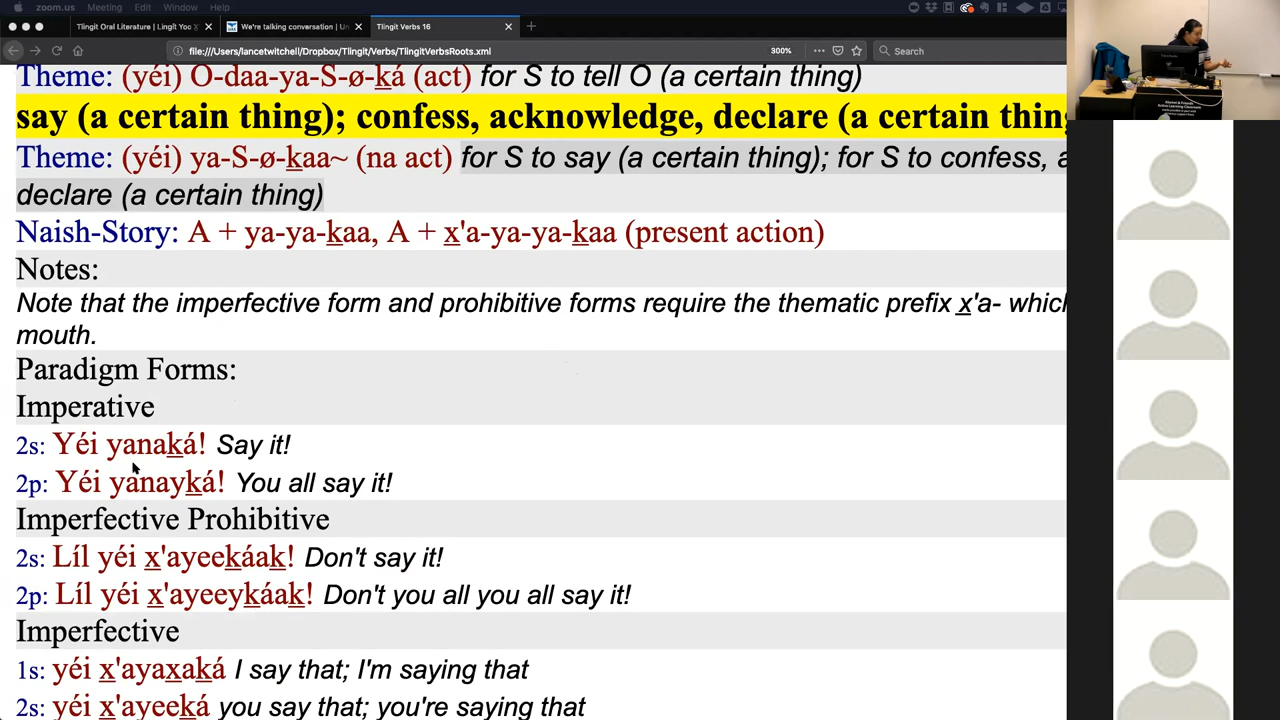 zoom.us Meeting Edit Window Help
Tlingit Oral Literature | Lingít Yoo X̱ We're talking conversation | Un Tlingit Verbs 16
file:///Users/lancetwitchell/Dropbox/Tlingit/Verbs/TlingitVerbsRoots.xml 300% Search
Theme: (yéi) O-daa-ya-S-ø-ḵá (act) for S to tell O (a certain thing)
say (a certain thing); confess, acknowledge, declare (a certain thing
Theme: (yéi) ya-S-ø-ḵaa~ (na act) for S to say (a certain thing); for S to confess, a
declare (a certain thing)
Naish-Story: A + ya-ya-ḵaa, A + x̱'a-ya-ya-ḵaa (present action)
Notes:
Note that the imperfective form and prohibitive forms require the thematic prefix x̱'a- which
mouth.
Paradigm Forms:
Imperative
2s: Yéi yanaḵá! Say it!
2p: Yéi yanayḵá! You all say it!
Imperfective Prohibitive
2s: Líl yéi x̱'ayeeḵáaḵ! Don't say it!
2p: Líl yéi x̱'ayeeyḵáaḵ! Don't you all you all say it!
Imperfective
1s: yéi x̱'ayax̱aḵá I say that; I'm saying that
2s: yéi x̱'ayeeḵá you say that; you're saying that